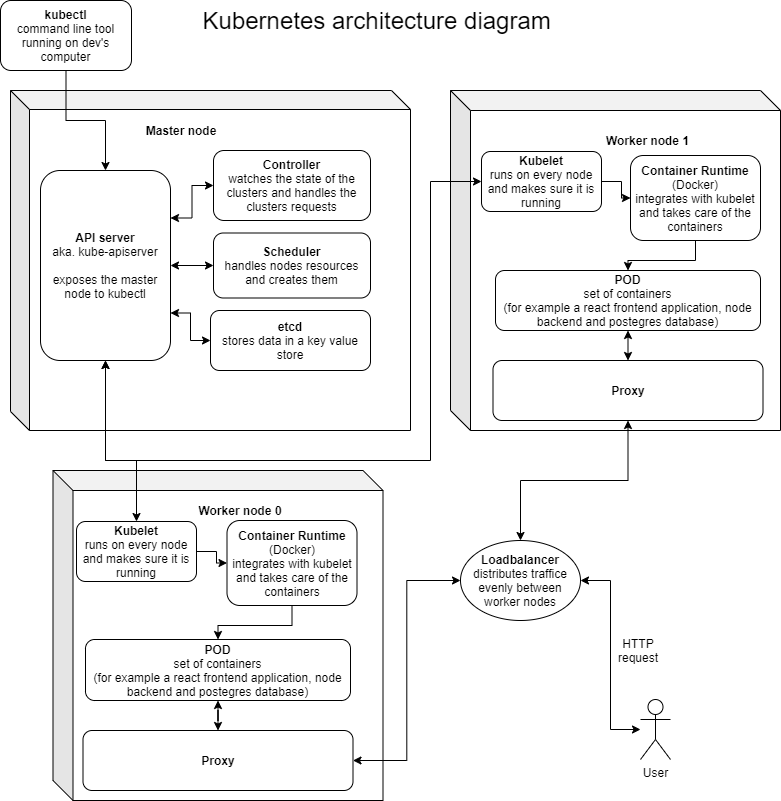 kubectl
command line tool
running on dev's
computer
Kubernetes architecture diagram
Master node
API server
aka. kube-apiserver
exposes the master
node to kubectl
Controller
watches the state of the
clusters and handles the
clusters requests
Scheduler
handles nodes resources
and creates them
etcd
stores data in a key value
store
Worker node 1
Kubelet
runs on every node
and makes sure it is
running
Container Runtime
(Docker)
integrates with kubelet
and takes care of the
containers
POD
set of containers
(for example a react frontend application, node
backend and postegres database)
Proxy
Worker node 0
Kubelet
runs on every node
and makes sure it is
running
Container Runtime
(Docker)
integrates with kubelet
and takes care of the
containers
POD
set of containers
(for example a react frontend application, node
backend and postegres database)
Proxy
Loadbalancer
distributes traffice
evenly between
worker nodes
HTTP
request
User